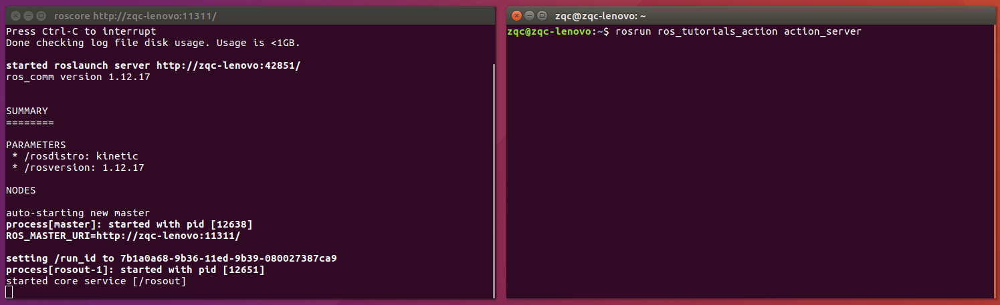 roscore http://zqc-lenovo:11311/
Press Ctrl-C to interrupt
Done checking log file disk usage. Usage is <1GB.
started roslaunch server http://zqc-lenovo:42851/
ros_comm version 1.12.17
SUMMARY
========
PARAMETERS
 * /rosdistro: kinetic
 * /rosversion: 1.12.17
NODES
auto-starting new master
process[master]: started with pid [12638]
ROS_MASTER_URI=http://zqc-lenovo:11311/
setting /run_id to 7b1a0a68-9b36-11ed-9b39-080027387ca9
process[rosout-1]: started with pid [12651]
started core service [/rosout]
zqc@zqc-lenovo: ~
zqc@zqc-lenovo:~$ rosrun ros_tutorials_action action_server